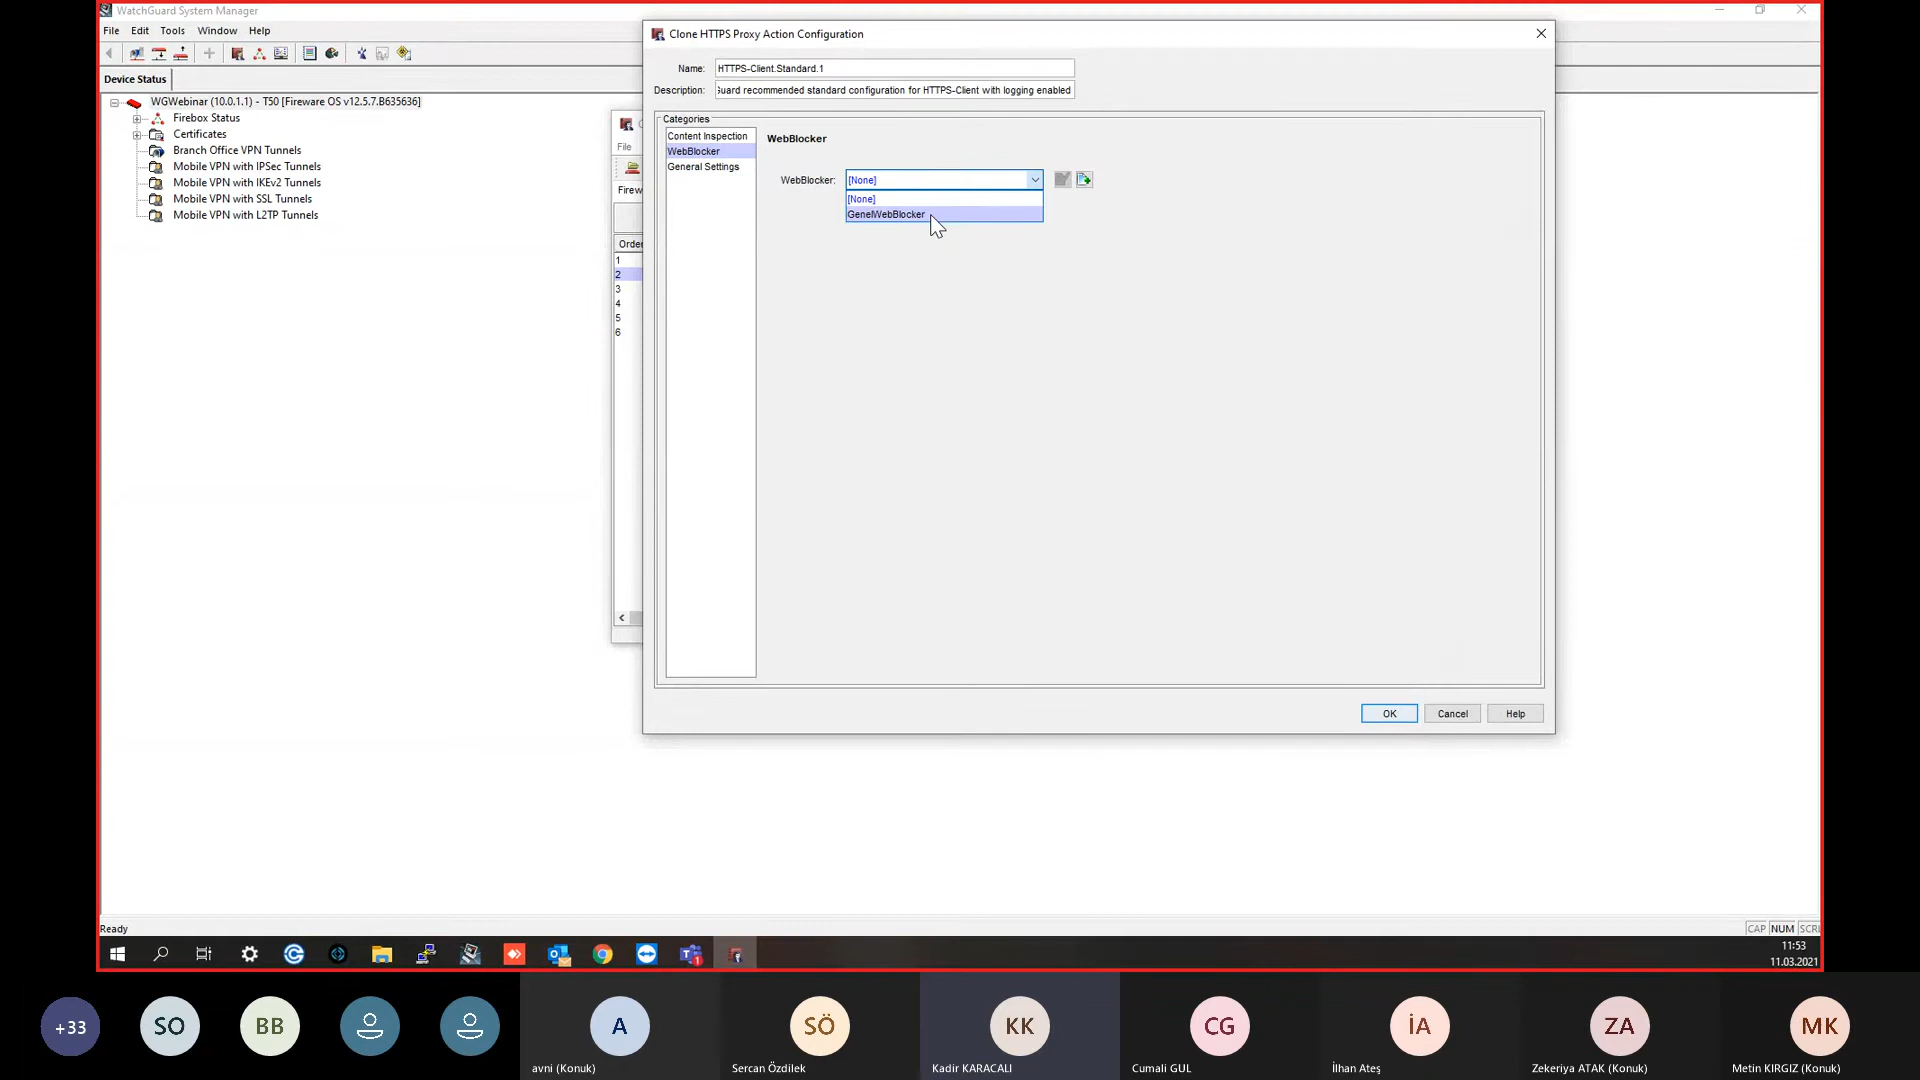 WatchGuard System Manager
File Edit Tools Window Help
Device Status
WGWebinar (10.0.1.1) - T50 [Fireware OS v12.5.7.B635636]
Firebox Status
Certificates
Branch Office VPN Tunnels
Mobile VPN with IPSec Tunnels
Mobile VPN with IKEv2 Tunnels
Mobile VPN with SSL Tunnels
Mobile VPN with L2TP Tunnels
File
Firew
Order
1
2
3
4
5
6
Clone HTTPS Proxy Action Configuration
Name: HTTPS-Client.Standard.1
Description: Guard recommended standard configuration for HTTPS-Client with logging enabled
Categories
Content Inspection
WebBlocker
General Settings
WebBlocker
WebBlocker: [None]
[None]
GenelWebBlocker
OK Cancel Help
Ready
CAP NUM SCRL
11:53
11.03.2021
+33 SO BB A SÖ KK CG İA ZA MK
avni (Konuk) Sercan Özdilek Kadir KARACALI Cumali GUL İlhan Ateş Zekeriya ATAK (Konuk) Metin KIRGIZ (Konuk)